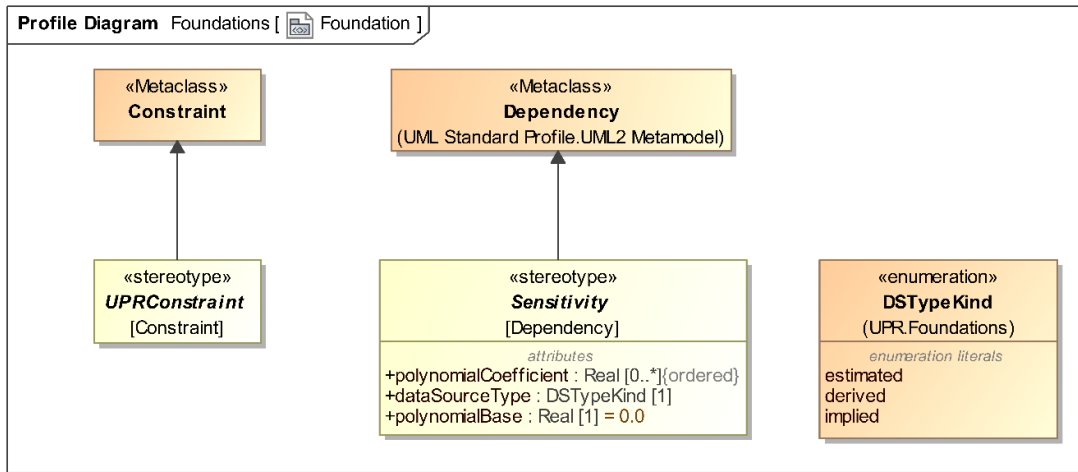 Profile Diagram Foundations [ Foundation ]
«Metaclass»
Constraint
«Metaclass»
Dependency
(UML Standard Profile.UML2 Metamodel)
«stereotype»
UPRConstraint
[Constraint]
«stereotype»
Sensitivity
[Dependency]
attributes
+polynomialCoefficient : Real [0..*]{ordered}
+dataSourceType : DSTypeKind [1]
+polynomialBase : Real [1] = 0.0
«enumeration»
DSTypeKind
(UPR.Foundations)
enumeration literals
estimated
derived
implied